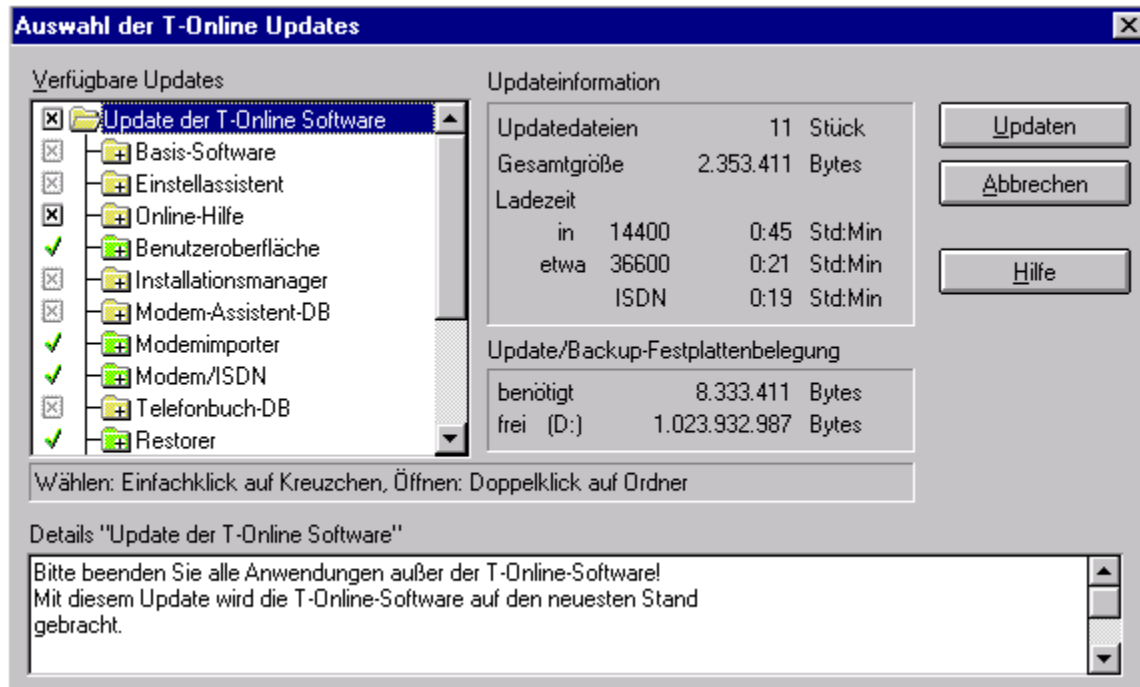 Auswahl der T-Online Updates
Verfügbare Updates
Update der T-Online Software
Basis-Software
Einstellassistent
Online-Hilfe
Benutzeroberfläche
Installationsmanager
Modem-Assistent-DB
Modemimporter
Modem/ISDN
Telefonbuch-DB
Restorer
Updateinformation
Updatedateien 11 Stück
Gesamtgröße 2.353.411 Bytes
Ladezeit
in 14400 0:45 Std:Min
etwa 36600 0:21 Std:Min
ISDN 0:19 Std:Min
Update/Backup-Festplattenbelegung
benötigt 8.333.411 Bytes
frei (D:) 1.023.932.987 Bytes
Updaten
Abbrechen
Hilfe
Wählen: Einfachklick auf Kreuzchen, Öffnen: Doppelklick auf Ordner
Details "Update der T-Online Software"
Bitte beenden Sie alle Anwendungen außer der T-Online-Software!
Mit diesem Update wird die T-Online-Software auf den neuesten Stand
gebracht.